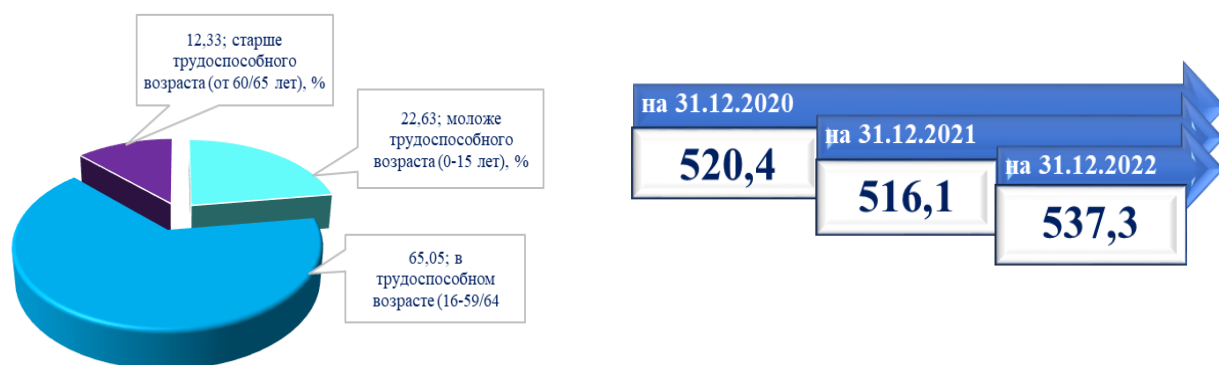 12,33; старше
трудоспособного
возраста (от 60/65 лет), %
22,63; моложе
трудоспособного
возраста (0-15 лет), %
65,05; в
трудоспособном
возрасте (16-59/64
на 31.12.2020
520,4
на 31.12.2021
516,1
на 31.12.2022
537,3